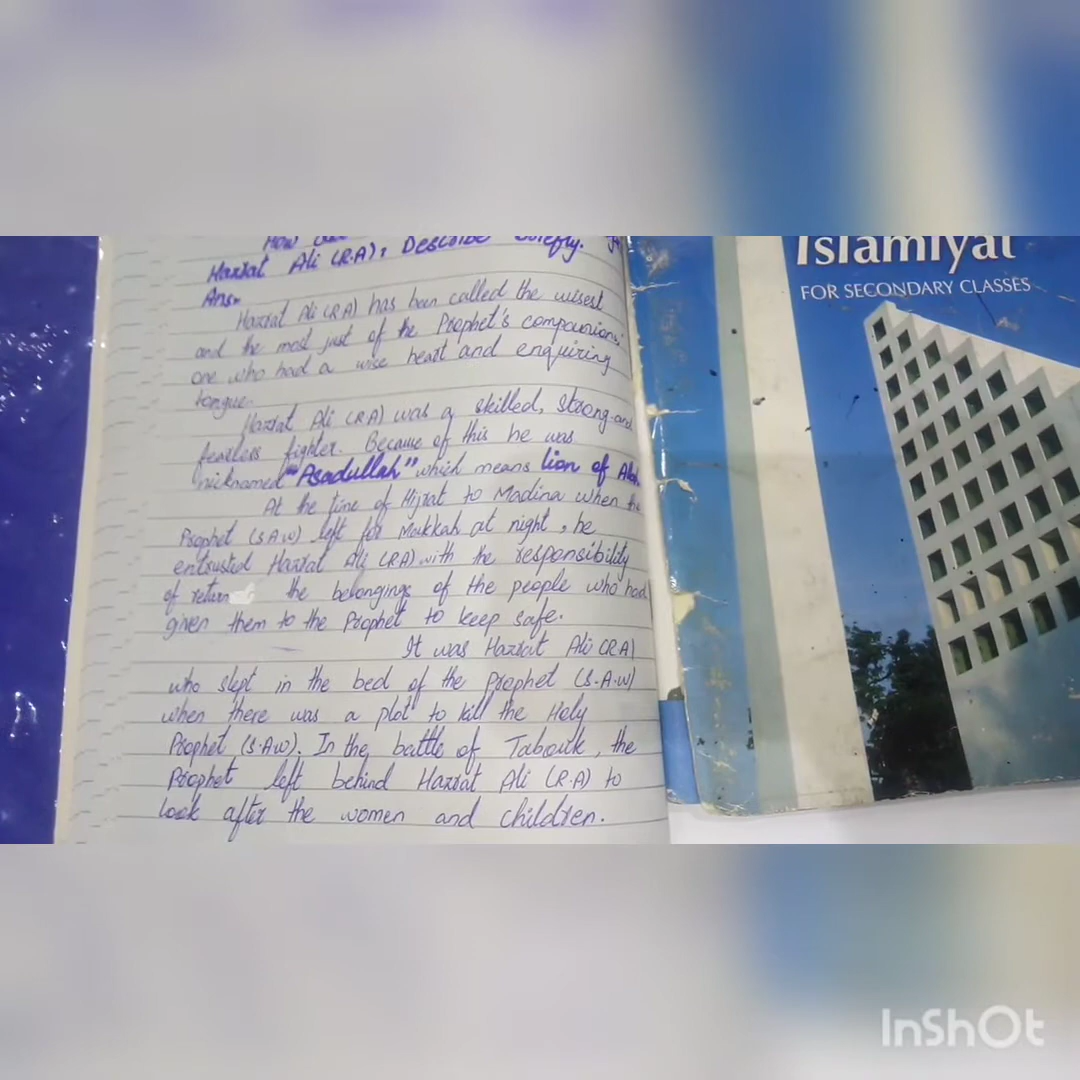 How
Hazrat Ali (R.A), Describe briefly.
Ans:-
Hazrat Ali (R.A) has been called the wisest
and the most just of the Prophet's companions,
one who had a wise heart and enquiring
tongue.
Hazrat Ali (R.A) was a skilled, strong and
fearless fighter. Because of this he was
nicknamed "Asadullah" which means lion of Allah.
At the time of Hijrat to Madina when the
Prophet (S.A.W) left for Makkah at night, he
entrusted Hazrat Ali (R.A) with the responsibility
of return the belongings of the people who had
given them to the Prophet to keep safe.
It was Hazrat Ali (R.A)
who slept in the bed of the Prophet (S.A.W)
when there was a plot to kill the Holy
Prophet (S.A.W). In the battle of Tabouk, the
Prophet left behind Hazrat Ali (R.A) to
look after the women and children.
Islamiyat
FOR SECONDARY CLASSES
InShOt